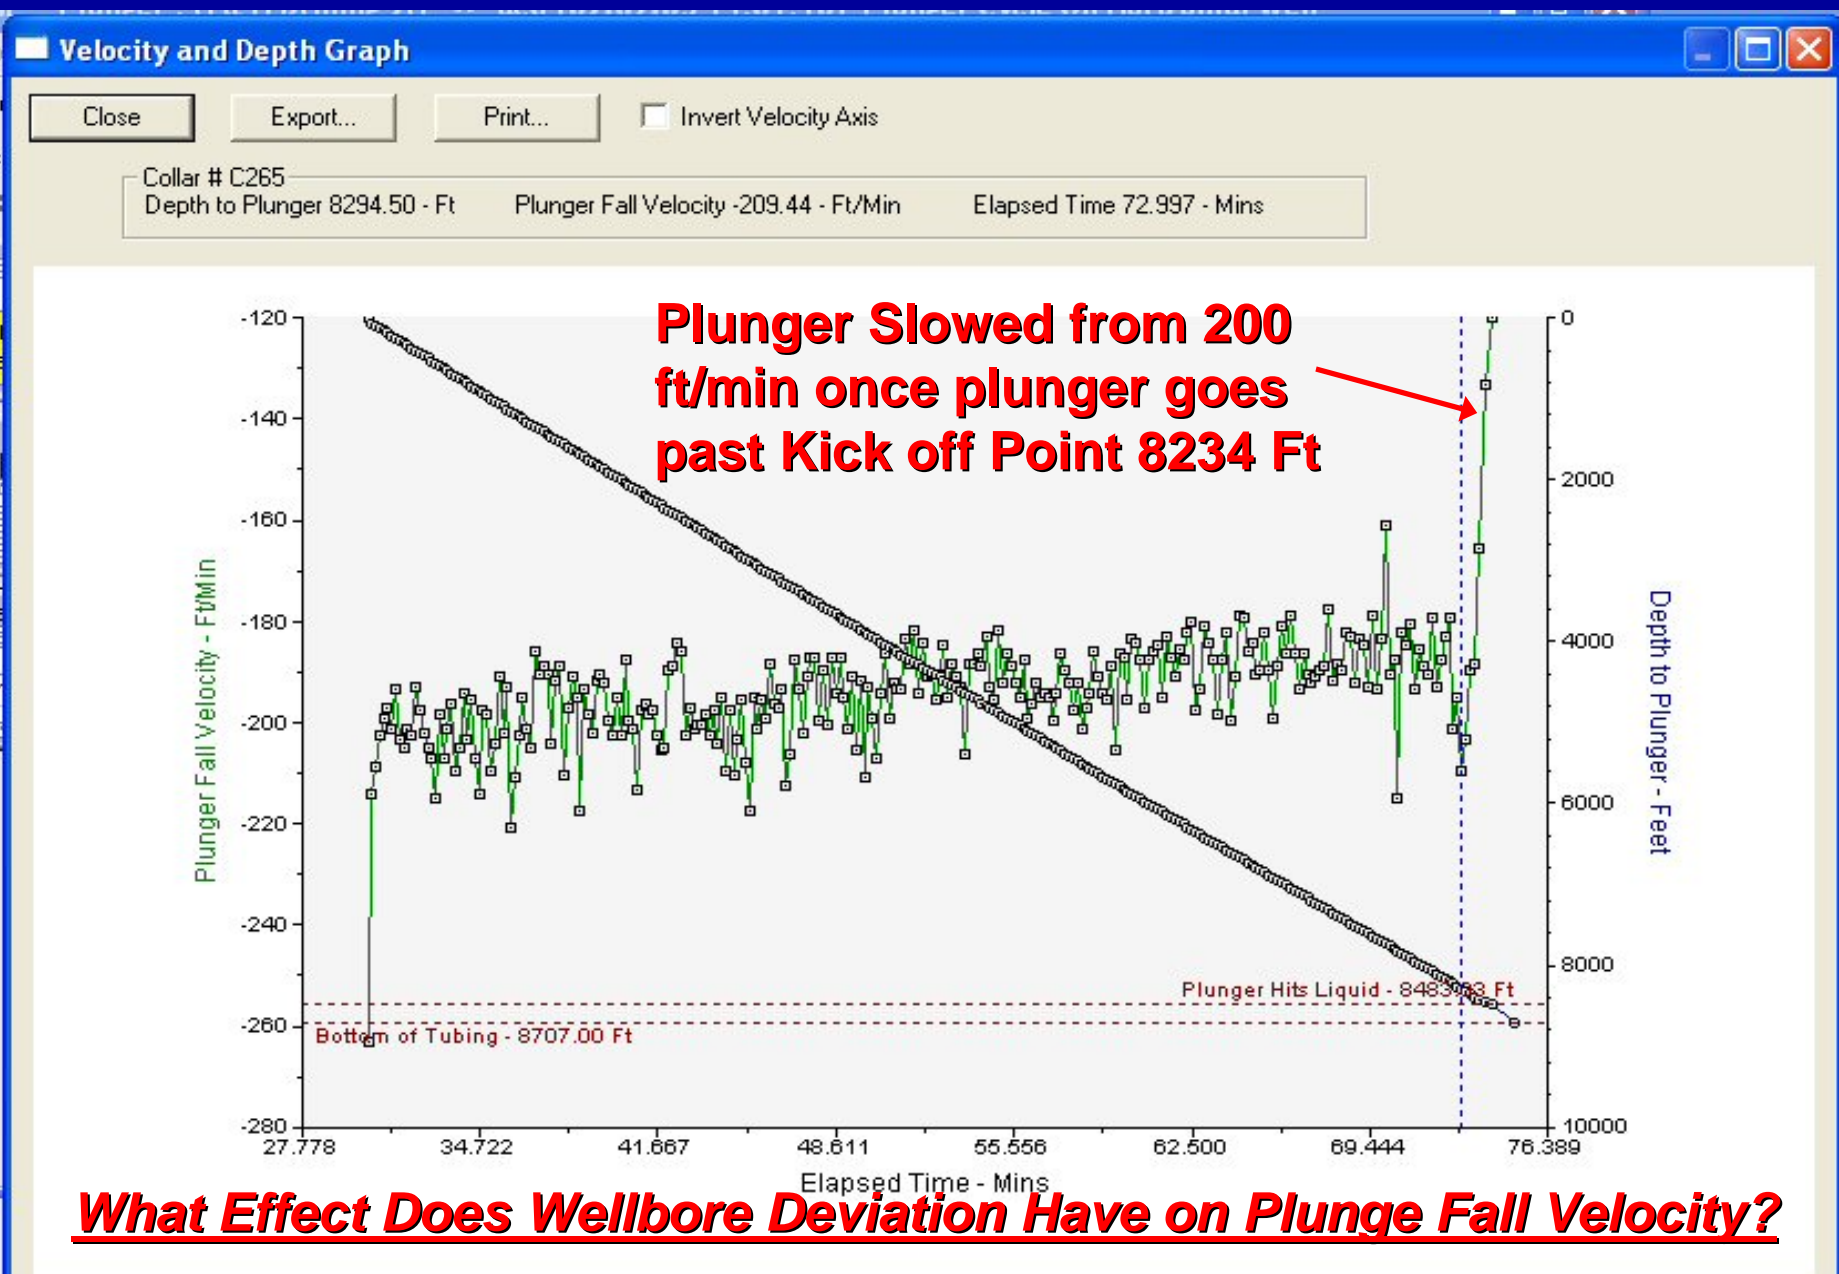 Velocity and Depth Graph
Close
Export...
Print...
Invert Velocity Axis
Collar # C265
Depth to Plunger 8294.50 - Ft
Plunger Fall Velocity -209.44 - Ft/Min
Elapsed Time 72.997 - Mins
Plunger Slowed from 200
ft/min once plunger goes
past Kick off Point 8234 Ft
-120
-140
-160
-180
-200
-220
-240
-260
-280
Plunger Fall Velocity - Ft/Min
0
2000
4000
6000
8000
10000
Depth to Plunger - Feet
Plunger Hits Liquid - 8483.33 Ft
Bottom of Tubing - 8707.00 Ft
27.778
34.722
41.667
48.611
55.556
62.500
69.444
76.389
Elapsed Time - Mins
What Effect Does Wellbore Deviation Have on Plunge Fall Velocity?